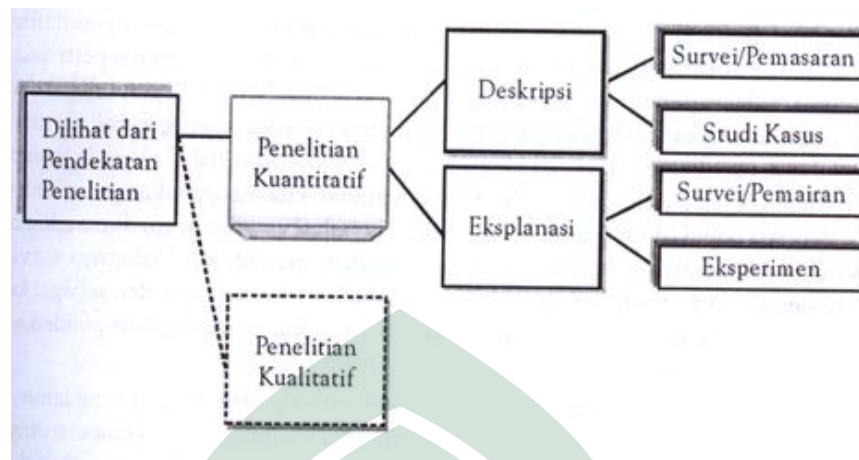 Dilihat dari
Pendekatan
Penelitian
Penelitian
Kuantitatif
Deskripsi
Survei/Pemasaran
Studi Kasus
Eksplanasi
Survei/Pemairan
Eksperimen
Penelitian
Kualitatif